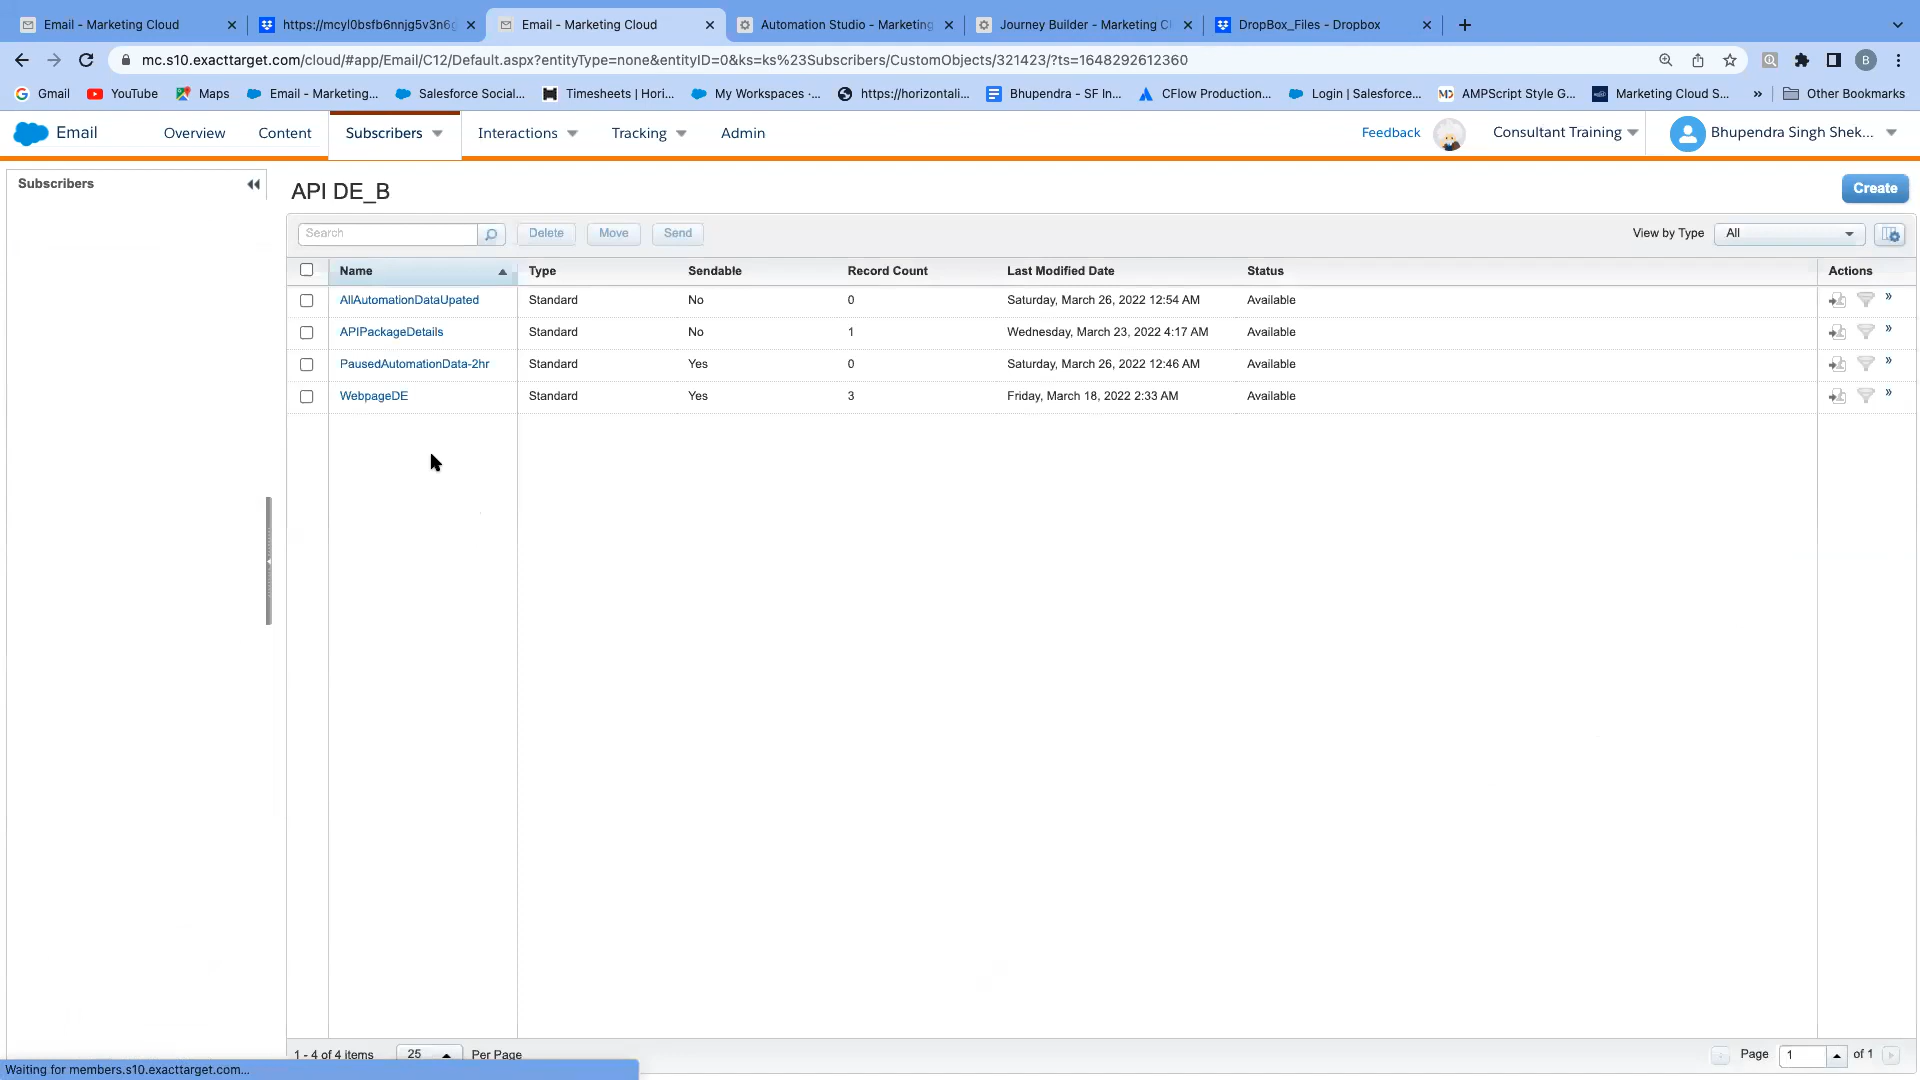 Email - Marketing Cloud
https://mcyl0bsfb6nnjg5v3n6g
Email - Marketing Cloud
Automation Studio - Marketing
Journey Builder - Marketing Cl
DropBox_Files - Dropbox
mc.s10.exacttarget.com/cloud/#app/Email/C12/Default.aspx?entityType=none&entityID=0&ks=ks%23Subscribers/CustomObjects/321423/?ts=1648292612360
B
Gmail
YouTube
Maps
Email - Marketing...
Salesforce Social...
Timesheets | Hori...
My Workspaces -...
https://horizontali...
Bhupendra - SF In...
CFlow Production...
Login | Salesforce...
AMPScript Style G...
Marketing Cloud S...
»
Other Bookmarks
Email
Overview
Content
Subscribers
Interactions
Tracking
Admin
Feedback
Consultant Training
Bhupendra Singh Shek...
Subscribers
API DE_B
Create
Search
Delete
Move
Send
View by Type
All
Name
Type
Sendable
Record Count
Last Modified Date
Status
Actions
AllAutomationDataUpated
Standard
No
0
Saturday, March 26, 2022 12:54 AM
Available
»
APIPackageDetails
Standard
No
1
Wednesday, March 23, 2022 4:17 AM
Available
»
PausedAutomationData-2hr
Standard
Yes
0
Saturday, March 26, 2022 12:46 AM
Available
»
WebpageDE
Standard
Yes
3
Friday, March 18, 2022 2:33 AM
Available
»
1 - 4 of 4 items
25
Per Page
Page
1
of 1
Waiting for members.s10.exacttarget.com...